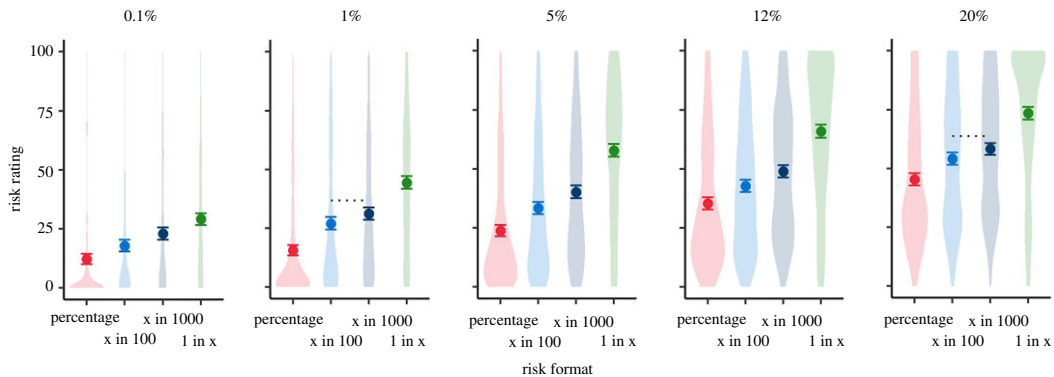 0.1%
1%
5%
12%
20%
risk rating
100
75
50
25
0
percentage
x in 100
x in 1000
1 in x
percentage
x in 100
x in 1000
1 in x
percentage
x in 100
x in 1000
1 in x
percentage
x in 100
x in 1000
1 in x
percentage
x in 100
x in 1000
1 in x
risk format